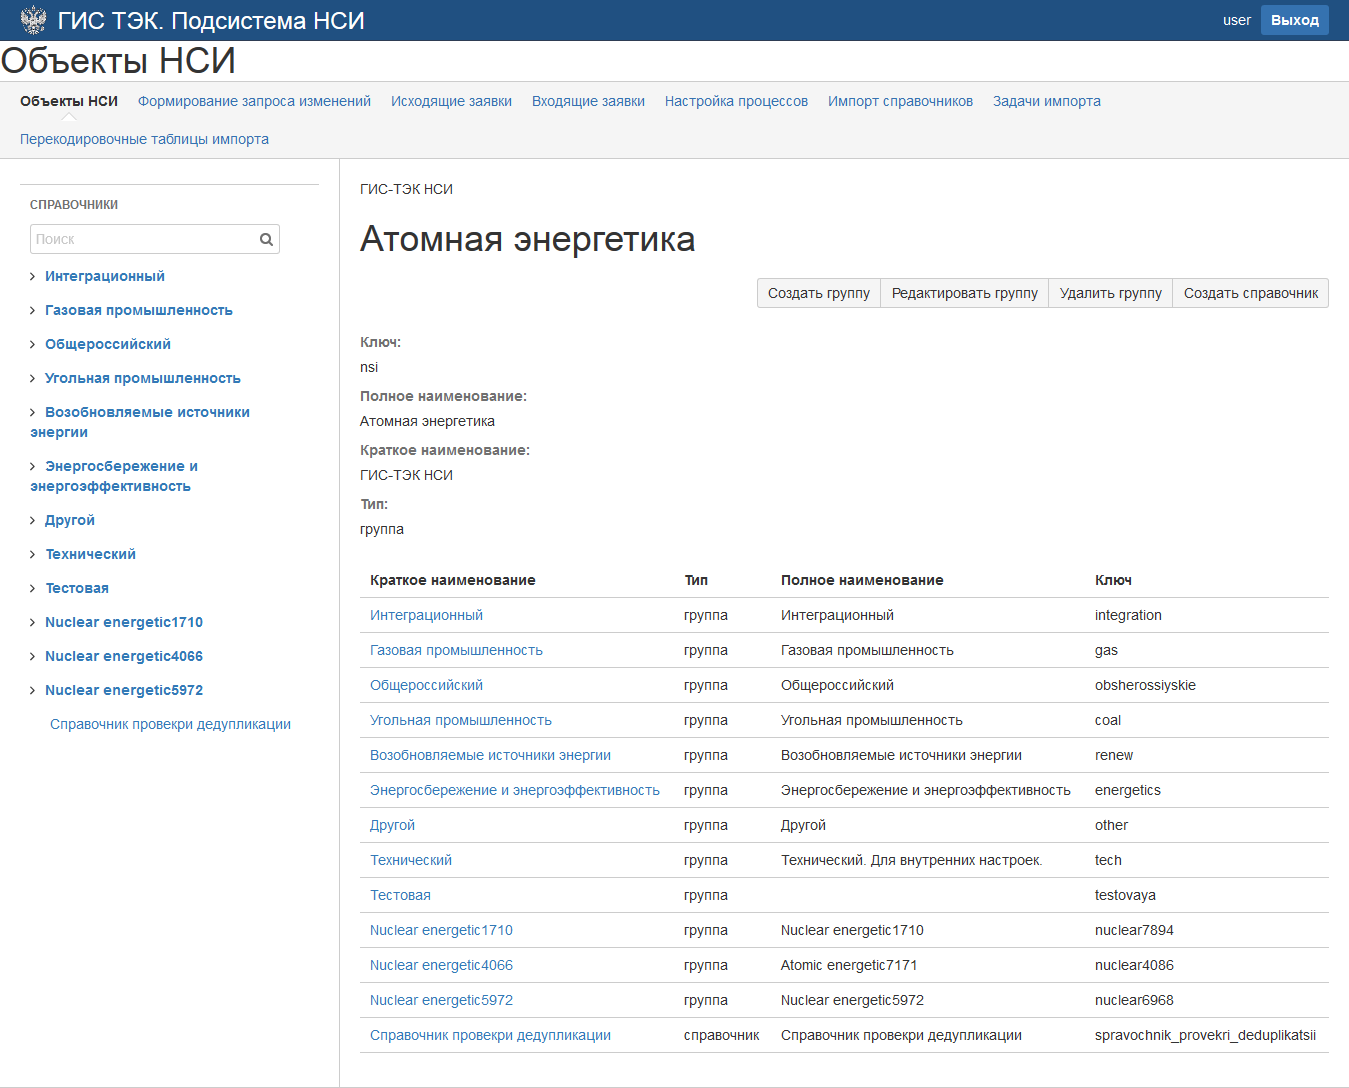 ГИС ТЭК. Подсистема НСИ
user
Выход
Объекты НСИ
Объекты НСИ Формирование запроса изменений Исходящие заявки Входящие заявки Настройка процессов Импорт справочников Задачи импорта
Перекодировочные таблицы импорта
СПРАВОЧНИКИ
Поиск
Интеграционный
Газовая промышленность
Общероссийский
Угольная промышленность
Возобновляемые источники
энергии
Энергосбережение и
энергоэффективность
Другой
Технический
Тестовая
Nuclear energetic1710
Nuclear energetic4066
Nuclear energetic5972
Справочник провекри дедупликации
ГИС-ТЭК НСИ
Атомная энергетика
Создать группу Редактировать группу Удалить группу Создать справочник
Ключ:
nsi
Полное наименование:
Атомная энергетика
Краткое наименование:
ГИС-ТЭК НСИ
Тип:
группа
Краткое наименование Тип Полное наименование Ключ
Интеграционный группа Интеграционный integration
Газовая промышленность группа Газовая промышленность gas
Общероссийский группа Общероссийский obsherossiyskie
Угольная промышленность группа Угольная промышленность coal
Возобновляемые источники энергии группа Возобновляемые источники энергии renew
Энергосбережение и энергоэффективность группа Энергосбережение и энергоэффективность energetics
Другой группа Другой other
Технический группа Технический. Для внутренних настроек. tech
Тестовая группа testovaya
Nuclear energetic1710 группа Nuclear energetic1710 nuclear7894
Nuclear energetic4066 группа Atomic energetic7171 nuclear4086
Nuclear energetic5972 группа Nuclear energetic5972 nuclear6968
Справочник провекри дедупликации справочник Справочник провекри дедупликации spravochnik_provekri_deduplikatsii